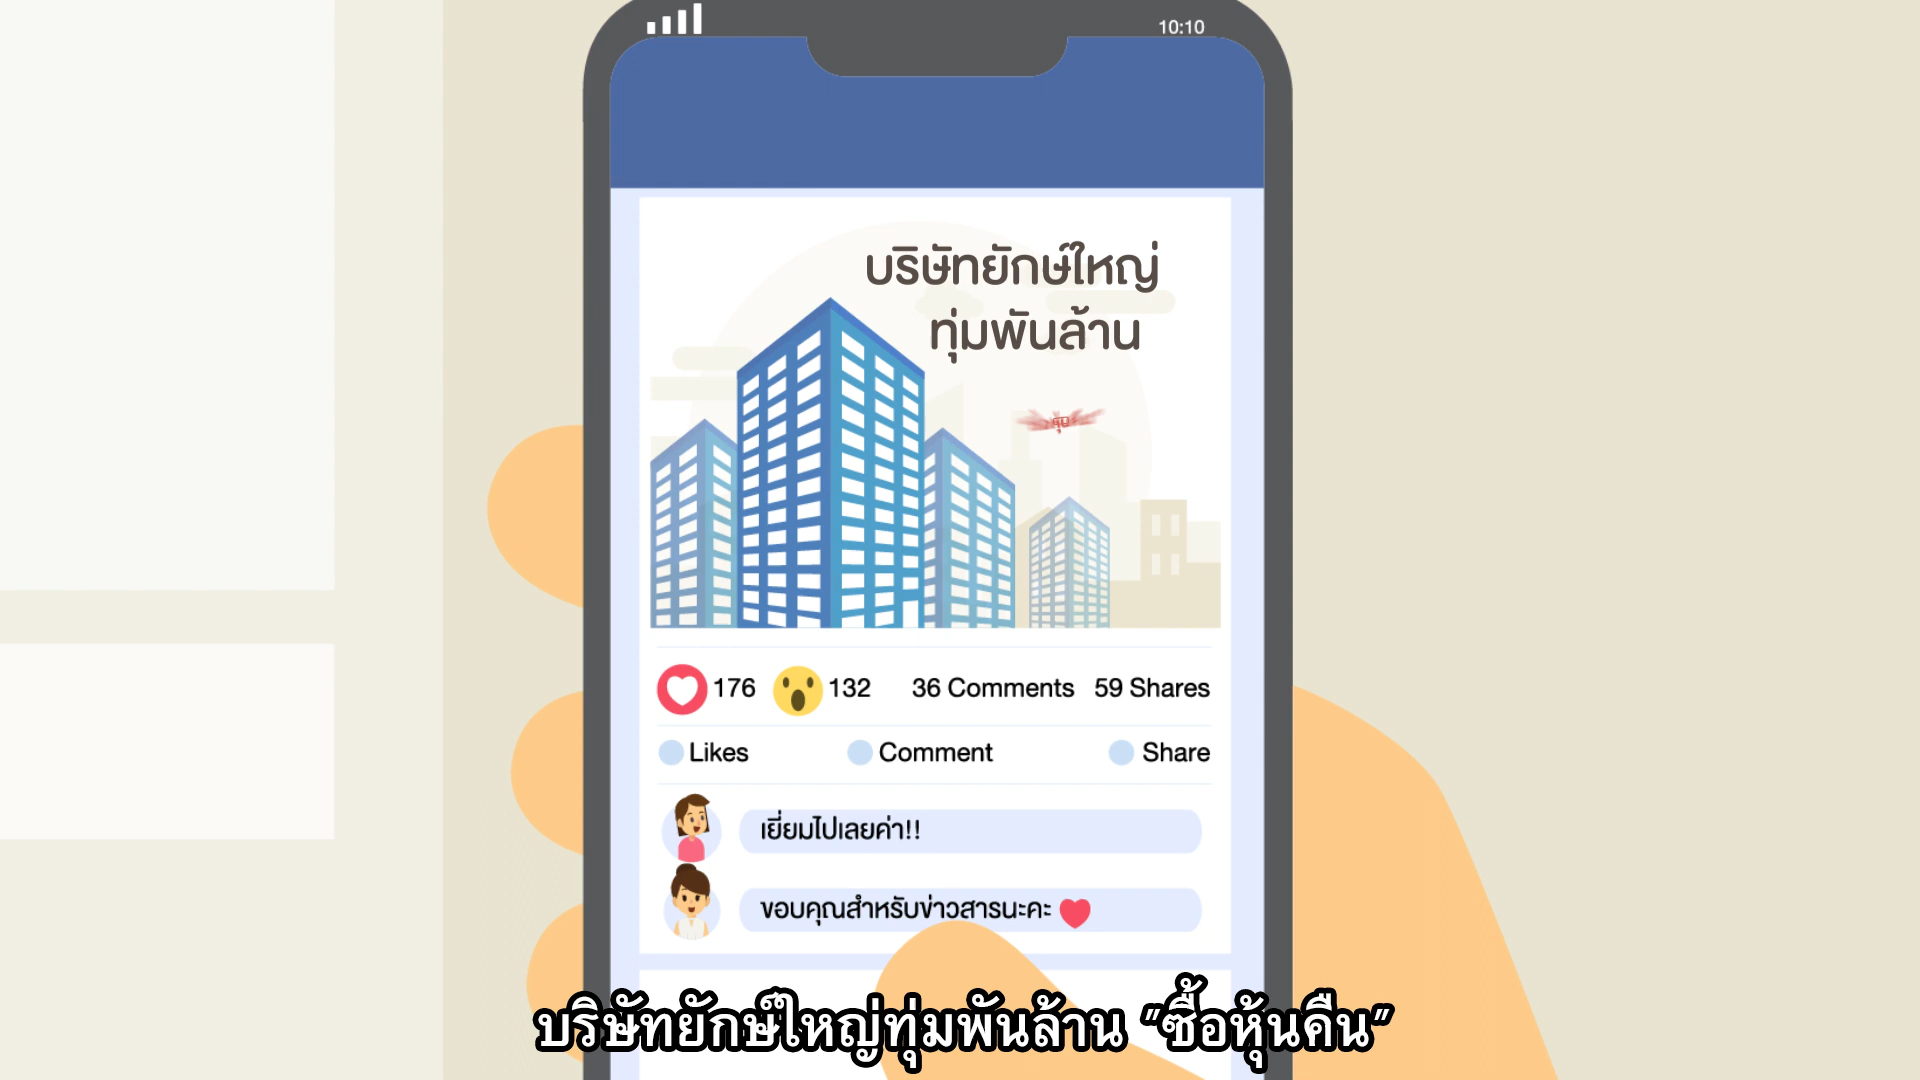 10:10
บริษัทยักษ์ใหญ่
ทุ่มพันล้าน
176 132 36 Comments 59 Shares
Likes Comment Share
เยี่ยมไปเลยค่า!!
ขอบคุณสำหรับข่าวสารนะคะ
บริษัทยักษ์ใหญ่ทุ่มพันล้าน "ซื้อหุ้นคืน"